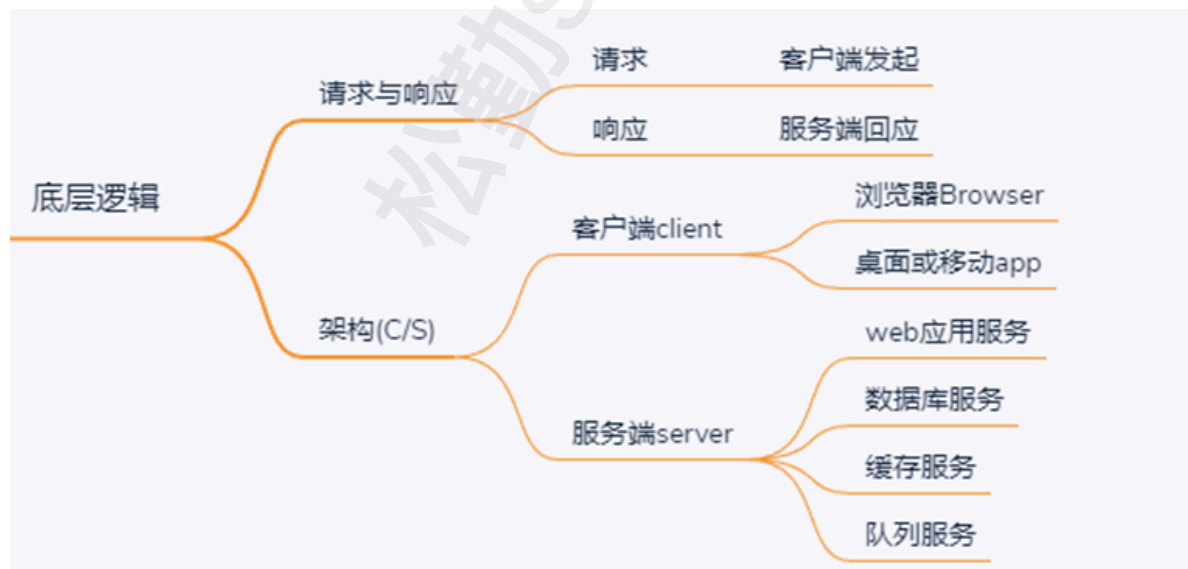 底层逻辑
请求与响应
请求 客户端发起
响应 服务端回应
架构(C/S)
客户端client
浏览器Browser
桌面或移动app
服务端server
web应用服务
数据库服务
缓存服务
队列服务
松勤